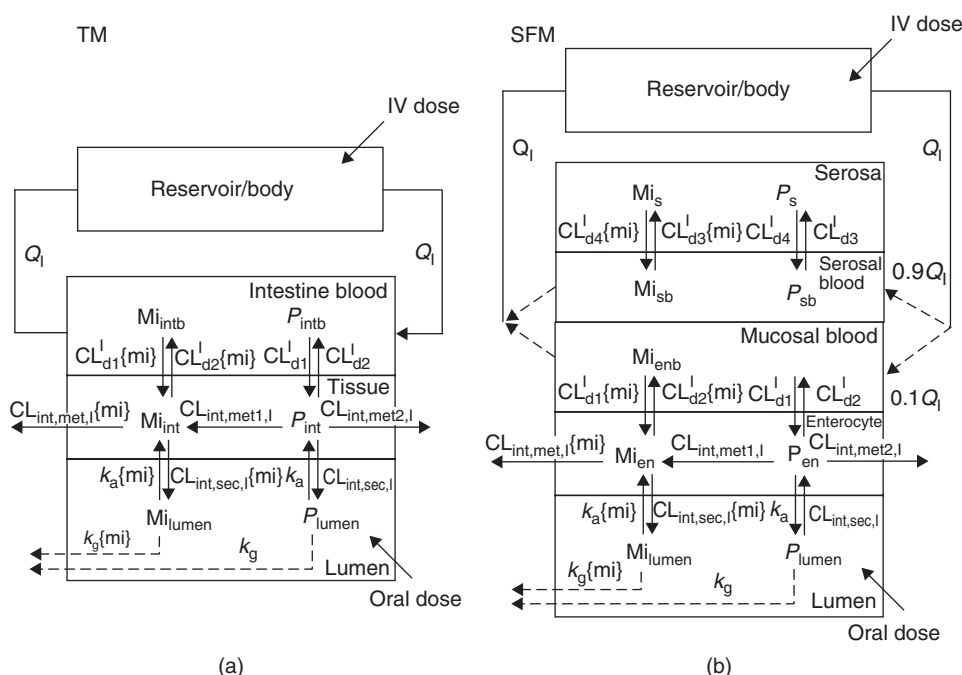 TM
IV dose
Reservoir/body
Q_I
Q_I
Intestine blood
Mi_intb P_intb
CL^I_d1{mi} CL^I_d2{mi} CL^I_d1 CL^I_d2
Tissue
CL_int,met,I{mi} Mi_int CL_int,met1,I P_int CL_int,met2,I
k_a{mi} CL_int,sec,I{mi} k_a CL_int,sec,I
Mi_lumen P_lumen
k_g{mi} k_g
Lumen
Oral dose
(a)
SFM
IV dose
Reservoir/body
Q_I
Q_I
Serosa
Mi_s P_s
CL^I_d4{mi} CL^I_d3{mi} CL^I_d4 CL^I_d3
Serosal
blood
Mi_sb P_sb
0.9Q_I
Mucosal blood
Mi_enb
CL^I_d1{mi} CL^I_d2{mi} CL^I_d1 CL^I_d2
0.1Q_I
Enterocyte
CL_int,met,I{mi} Mi_en CL_int,met1,I P_en CL_int,met2,I
k_a{mi} CL_int,sec,I{mi} k_a CL_int,sec,I
Mi_lumen P_lumen
k_g{mi} k_g
Lumen
Oral dose
(b)